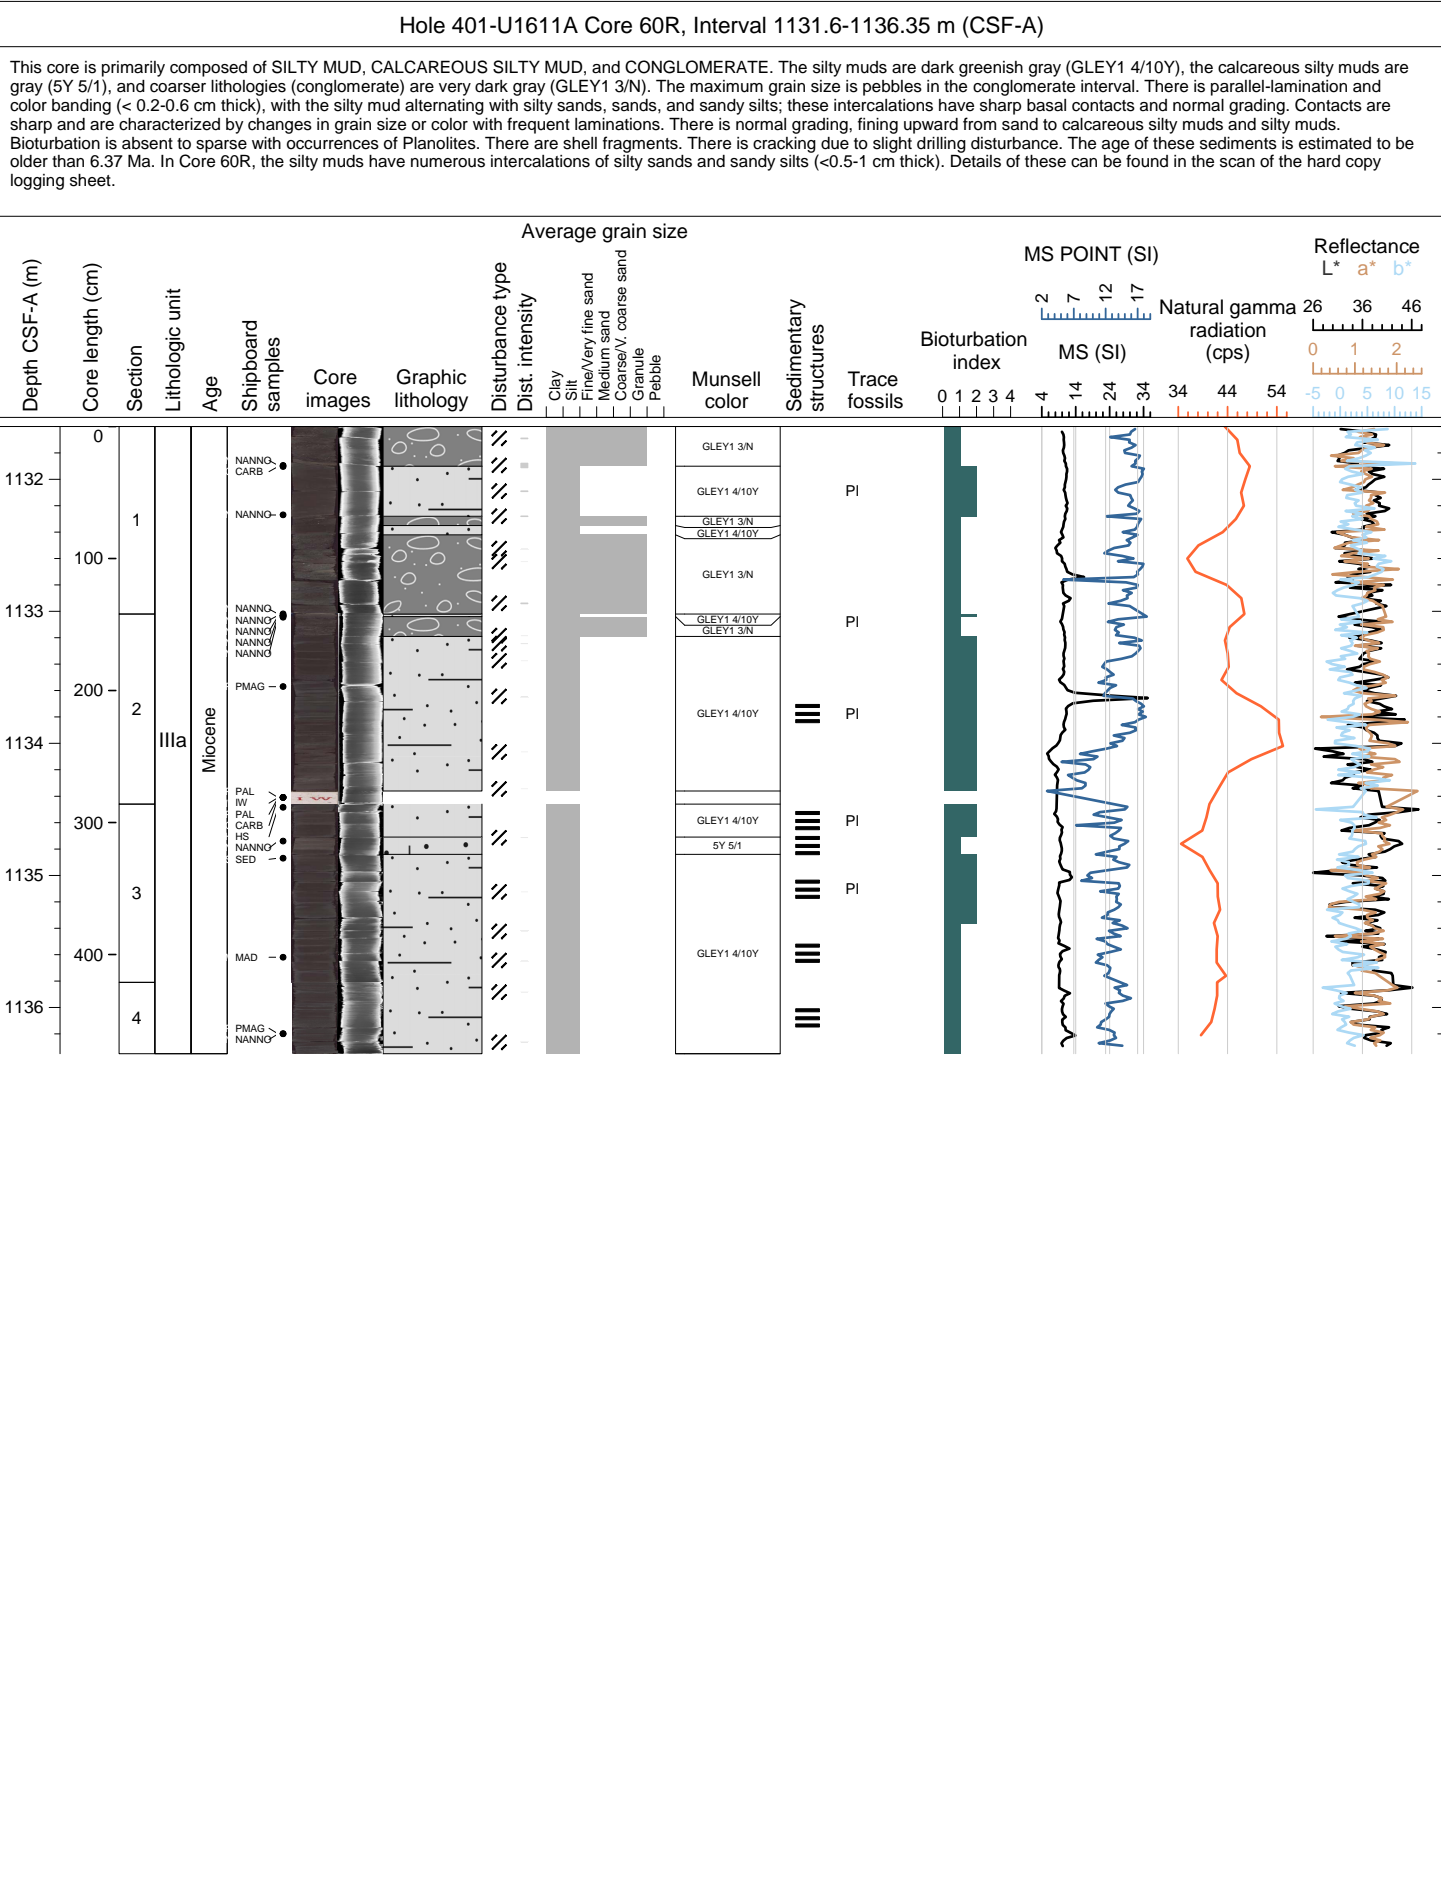 Hole 401-U1611A Core 60R, Interval 1131.6-1136.35 m (CSF-A)
This core is primarily composed of SILTY MUD, CALCAREOUS SILTY MUD, and CONGLOMERATE. The silty muds are dark greenish gray (GLEY1 4/10Y), the calcareous silty muds are
gray (5Y 5/1), and coarser lithologies (conglomerate) are very dark gray (GLEY1 3/N). The maximum grain size is pebbles in the conglomerate interval. There is parallel-lamination and
color banding (< 0.2-0.6 cm thick), with the silty mud alternating with silty sands, sands, and sandy silts; these intercalations have sharp basal contacts and normal grading. Contacts are
sharp and are characterized by changes in grain size or color with frequent laminations. There is normal grading, fining upward from sand to calcareous silty muds and silty muds.
Bioturbation is absent to sparse with occurrences of Planolites. There are shell fragments. There is cracking due to slight drilling disturbance. The age of these sediments is estimated to be
older than 6.37 Ma. In Core 60R, the silty muds have numerous intercalations of silty sands and sandy silts (<0.5-1 cm thick). Details of these can be found in the scan of the hard copy
logging sheet.
Depth CSF-A (m)
Core length (cm)
Section
Lithologic unit
Age
Shipboard
samples
Core
images
Graphic
lithology
Disturbance type
Dist. intensity
Average grain size
Clay
Silt
Fine/Very fine sand
Medium sand
Coarse/V. coarse sand
Granule
Pebble
Munsell
color
Sedimentary
structures
Trace
fossils
Bioturbation
index
0 1 2 3 4
MS POINT (SI)
2 7 12 17
MS (SI)
4 14 24 34
Natural gamma
radiation
(cps)
34 44 54
Reflectance
L* a* b*
26 36 46
0 1 2
-5 0 5 10 15
1132
1133
1134
1135
1136
0
100
200
300
400
1
2
3
4
IIIa
Miocene
NANNO
CARB
NANNO
NANNO
NANNO
NANNO
NANNO
NANNO
PMAG
PAL
IW
PAL
CARB
HS
NANNO
SED
MAD
PMAG
NANNO
IW
GLEY1 3/N
GLEY1 4/10Y
GLEY1 3/N
GLEY1 4/10Y
GLEY1 3/N
GLEY1 4/10Y
GLEY1 3/N
GLEY1 4/10Y
GLEY1 4/10Y
5Y 5/1
GLEY1 4/10Y
Pl
Pl
Pl
Pl
Pl